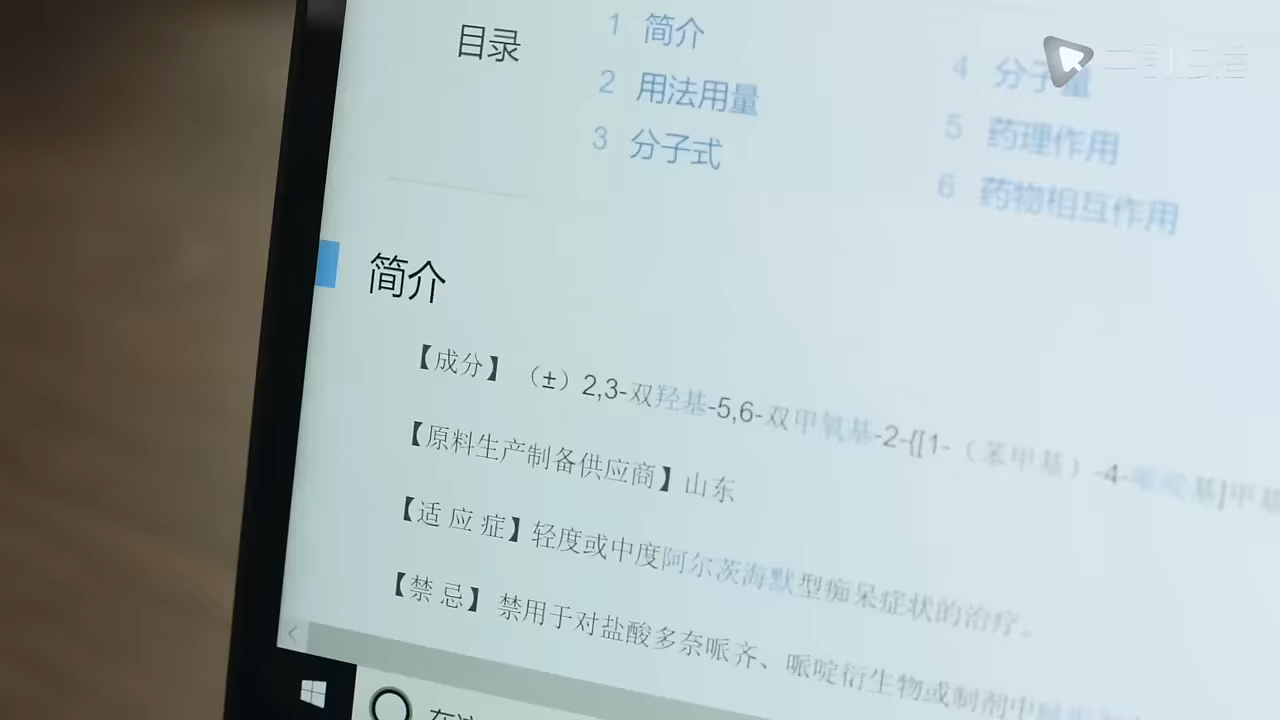 目录
1 简介
2 用法用量
3 分子式
4 分子量
5 药理作用
6 药物相互作用
简介
【成分】（±）2,3-双羟基-5,6-双甲氧基-2-{[1-（苯甲基）-4-哌啶基]甲基
【原料生产制备供应商】山东
【适 应 症】轻度或中度阿尔茨海默型痴呆症状的治疗。
【禁 忌】禁用于对盐酸多奈哌齐、哌啶衍生物或制剂中